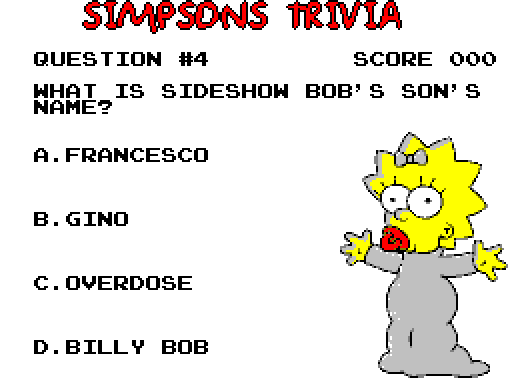 SIMPSONS TRIVIA
QUESTION #4 SCORE 000
WHAT IS SIDESHOW BOB'S SON'S
NAME?
A.FRANCESCO
B.GINO
C.OVERDOSE
D.BILLY BOB